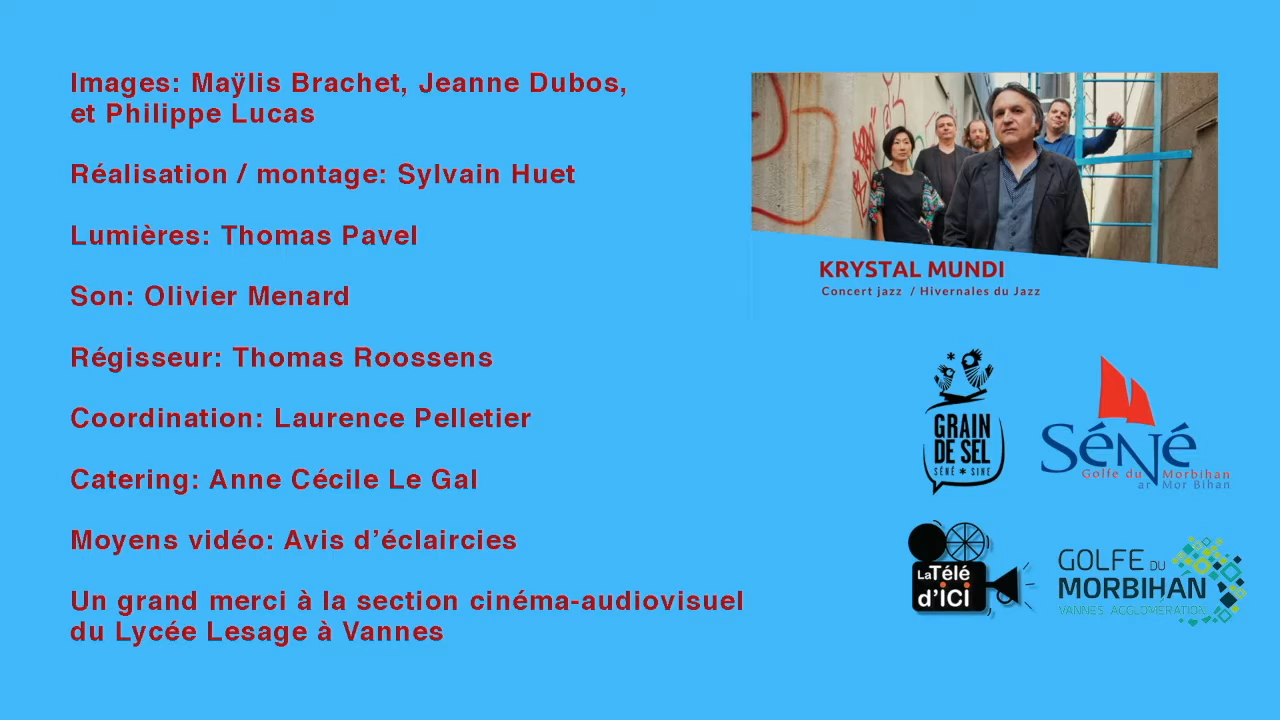 Images: Maÿlis Brachet, Jeanne Dubos,
et Philippe Lucas
Réalisation / montage: Sylvain Huet
Lumières: Thomas Pavel
Son: Olivier Menard
Régisseur: Thomas Roossens
Coordination: Laurence Pelletier
Catering: Anne Cécile Le Gal
Moyens vidéo: Avis d’éclaircies
Un grand merci à la section cinéma-audiovisuel
du Lycée Lesage à Vannes
KRYSTAL MUNDI
Concert jazz / Hivernales du Jazz
GRAIN
DE SEL
SÉNÉ * SINE
Séné
Golfe du Morbihan
ar Mor Bihan
La Télé
d'ICI
GOLFE DU
MORBIHAN
VANNES AGGLOMÉRATION